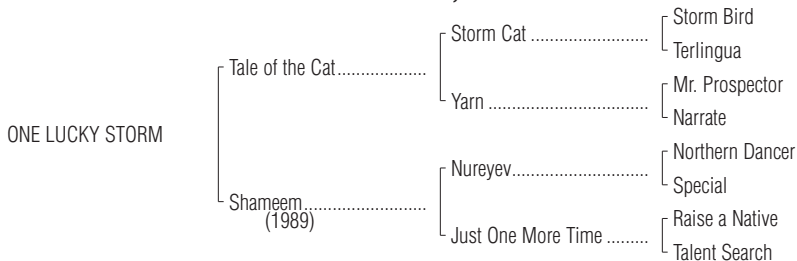 Storm Bird
Storm Cat ........................
Terlingua
Tale of the Cat....................
Mr. Prospector
Yarn ................................
Narrate
ONE LUCKY STORM
Northern Dancer
Nureyev...........................
Special
Shameem.........................
(1989)
Raise a Native
Just One More Time .........
Talent Search